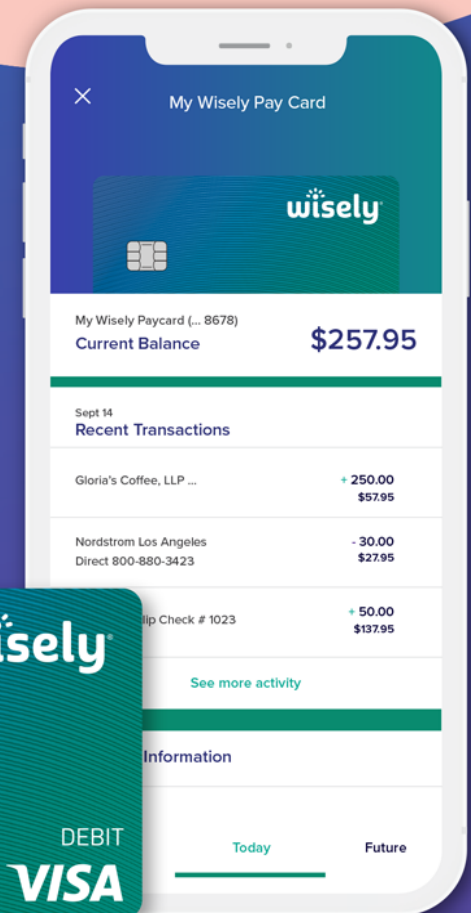 My Wisely Pay Card
wisely
My Wisely Paycard (... 8678)
Current Balance
$257.95
Sept 14
Recent Transactions
Gloria's Coffee, LLP ...
+ 250.00
$57.95
Nordstrom Los Angeles
- 30.00
Direct 800-880-3423
$27.95
Check # 1023
+ 50.00
$137.95
See more activity
Information
Today
Future
DEBIT
VISA